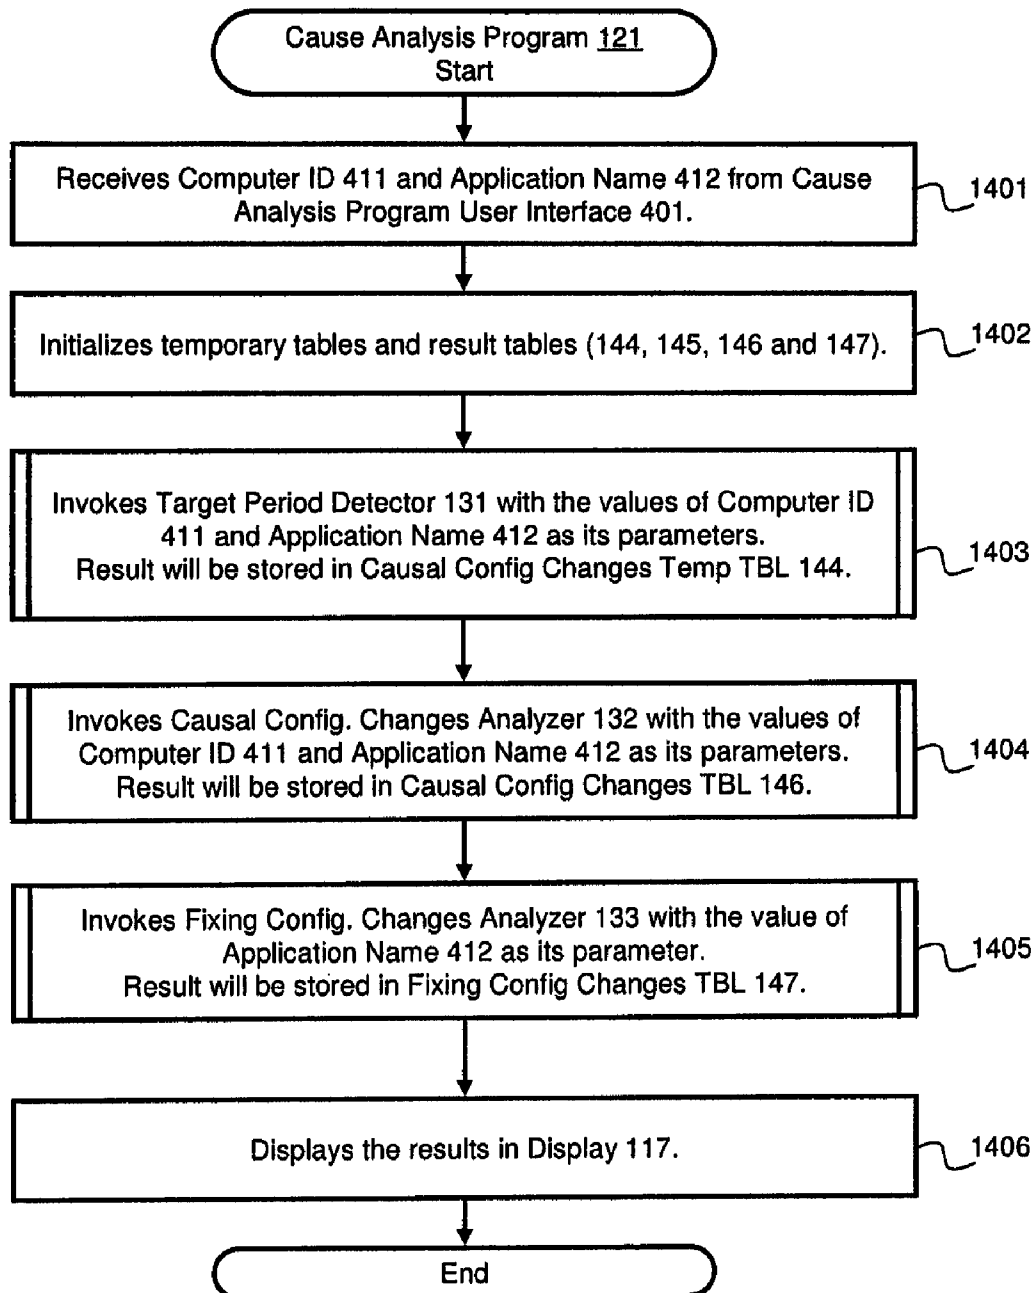 Cause Analysis Program 121
Start
Receives Computer ID 411 and Application Name 412 from Cause
Analysis Program User Interface 401.
1401
Initializes temporary tables and result tables (144, 145, 146 and 147).
1402
Invokes Target Period Detector 131 with the values of Computer ID
411 and Application Name 412 as its parameters.
Result will be stored in Causal Config Changes Temp TBL 144.
1403
Invokes Causal Config. Changes Analyzer 132 with the values of
Computer ID 411 and Application Name 412 as its parameters.
Result will be stored in Causal Config Changes TBL 146.
1404
Invokes Fixing Config. Changes Analyzer 133 with the value of
Application Name 412 as its parameter.
Result will be stored in Fixing Config Changes TBL 147.
1405
Displays the results in Display 117.
1406
End